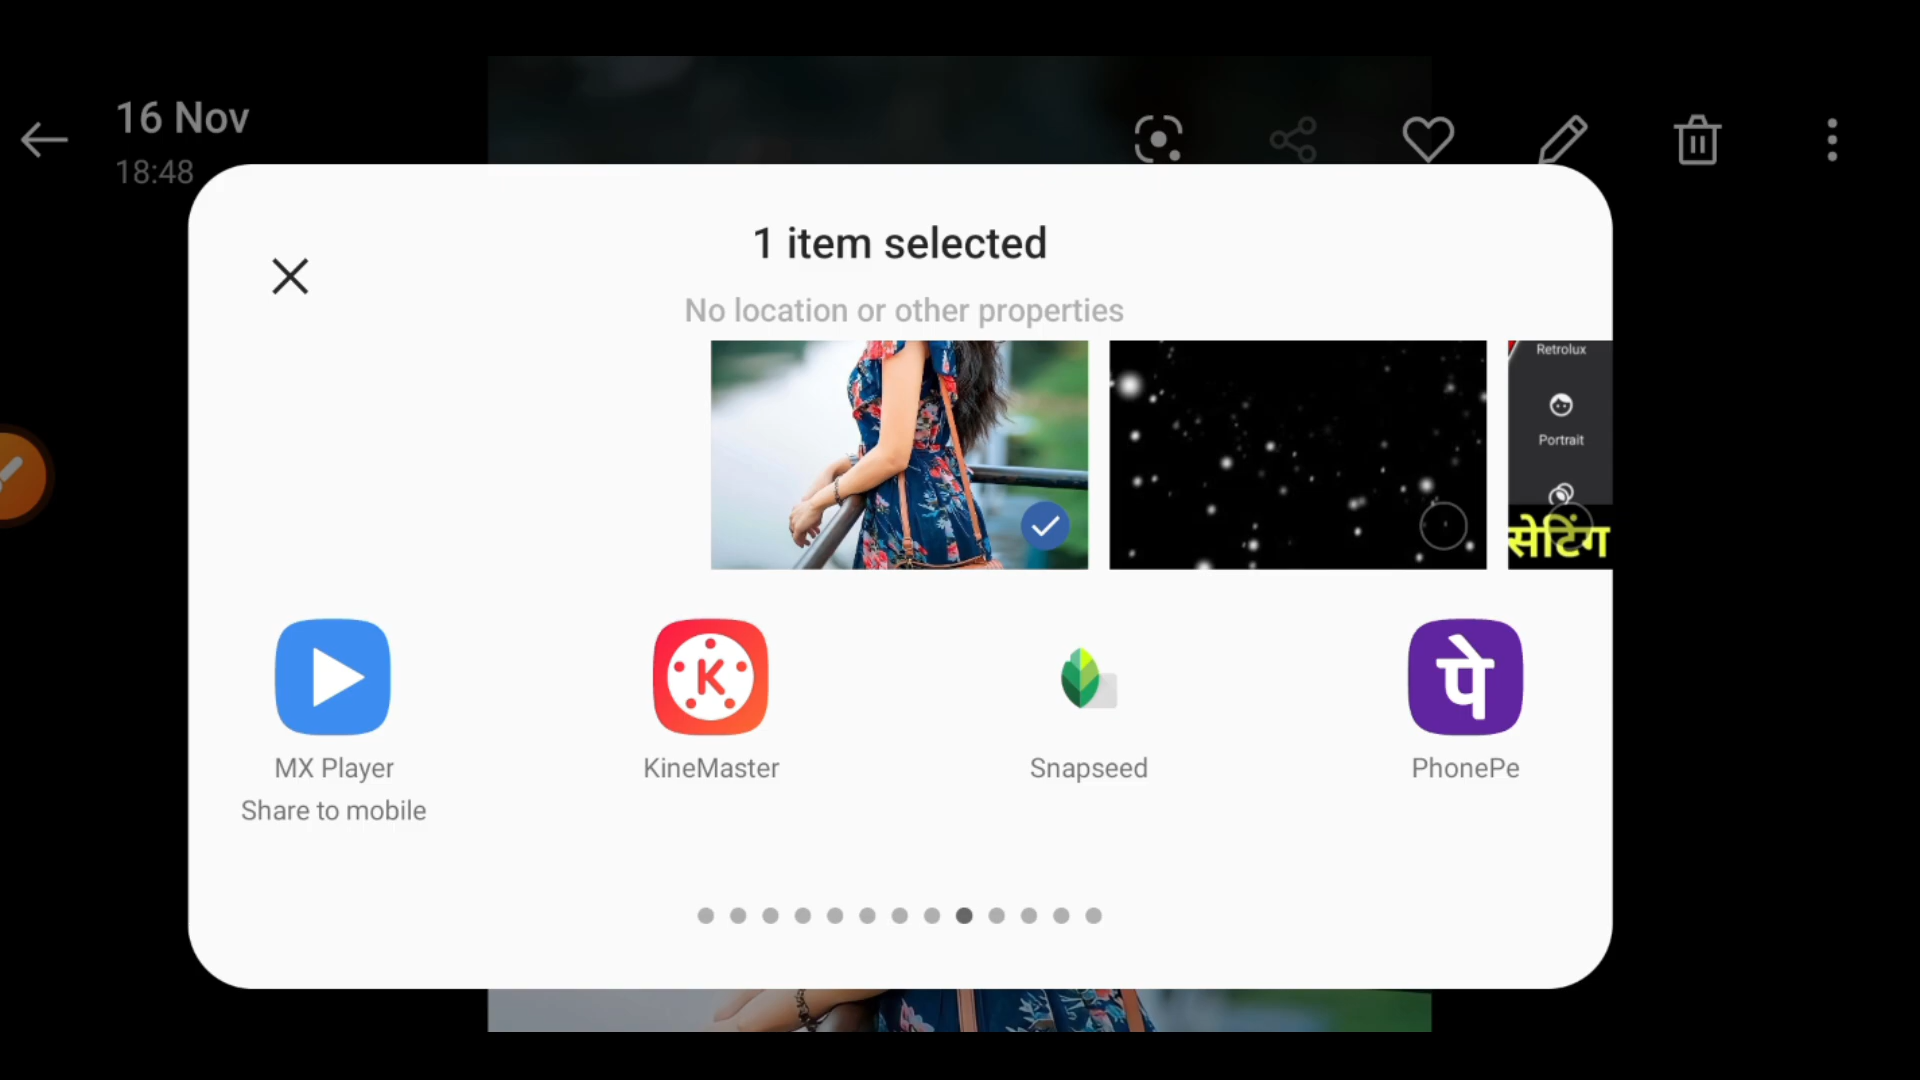 16 Nov
18:48
1 item selected
No location or other properties
Retrolux
Portrait
सेटिंग
K
पे
MX Player
KineMaster
Snapseed
PhonePe
Share to mobile